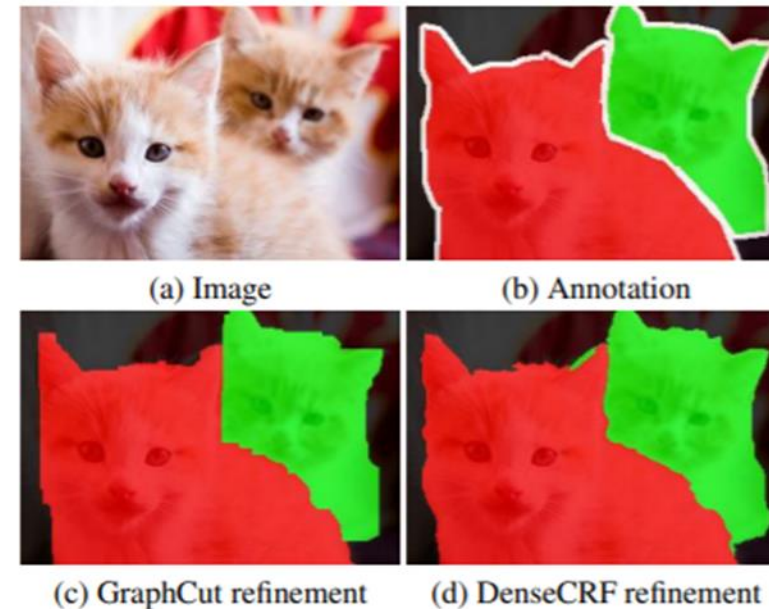 (a) Image
(b) Annotation
(c) GraphCut refinement
(d) DenseCRF refinement